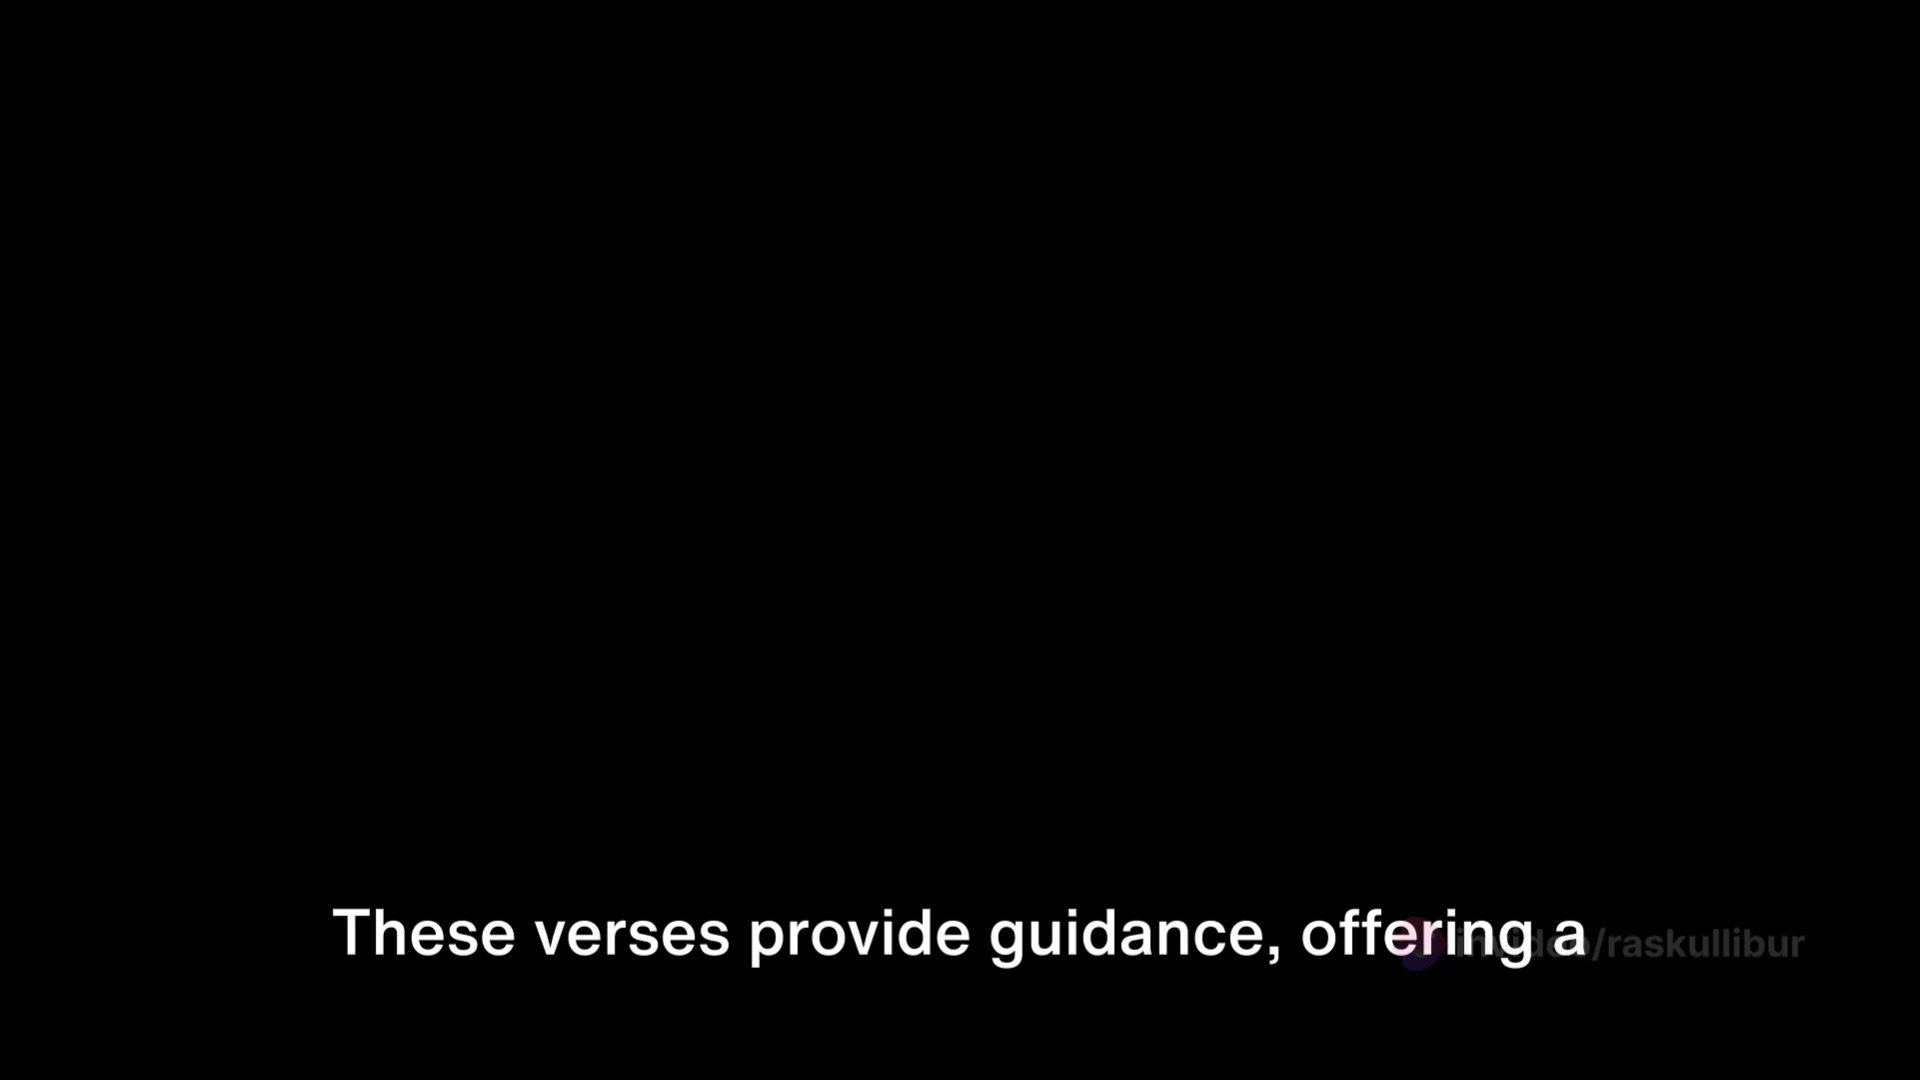 These verses provide guidance, offering a
/raskullibur